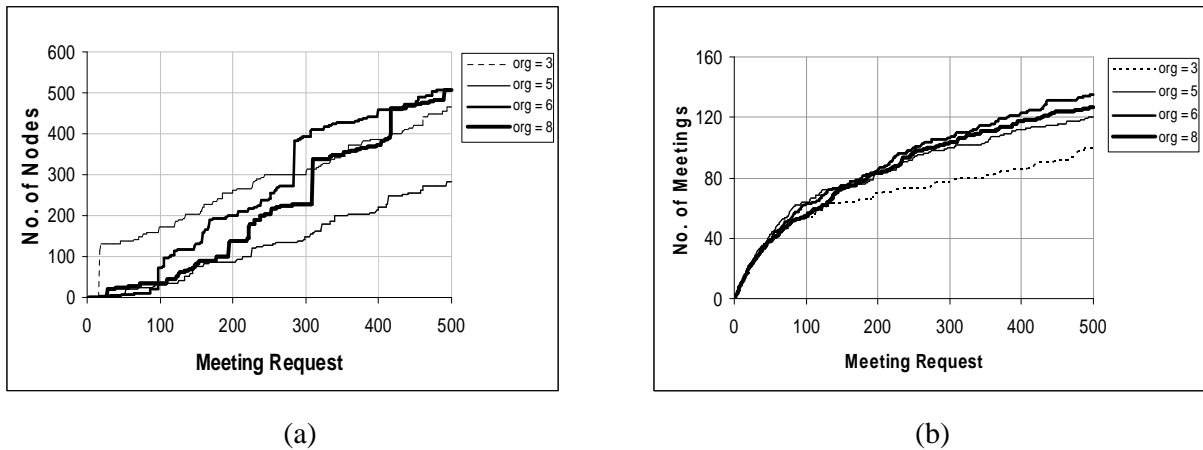 600
500
400
300
200
100
0
No. of Nodes
0 100 200 300 400 500
Meeting Request
org = 3
org = 5
org = 6
org = 8
(a)
160
120
80
40
0
No. of Meetings
0 100 200 300 400 500
Meeting Request
org = 3
org = 5
org = 6
org = 8
(b)